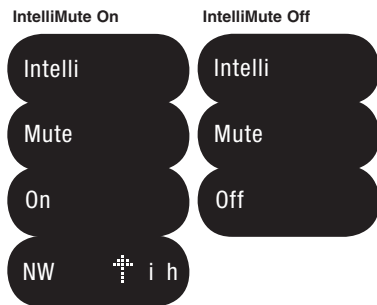 IntelliMute On
Intelli
Mute
On
NW ↑ i h
IntelliMute Off
Intelli
Mute
Off